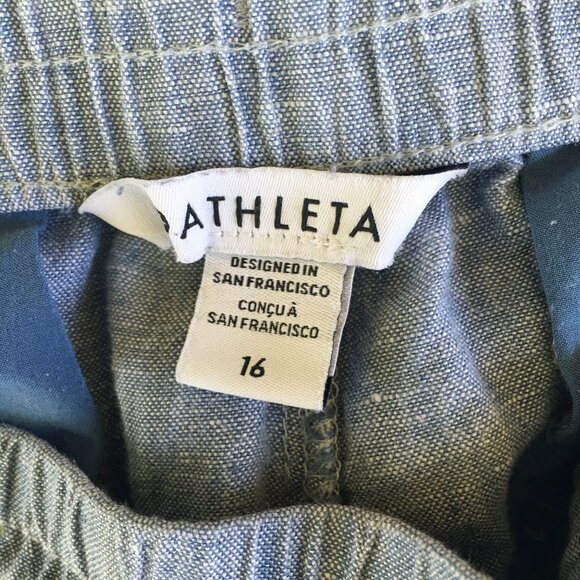 ATHLETA
DESIGNED IN
SAN FRANCISCO
CONÇU À
SAN FRANCISCO
16